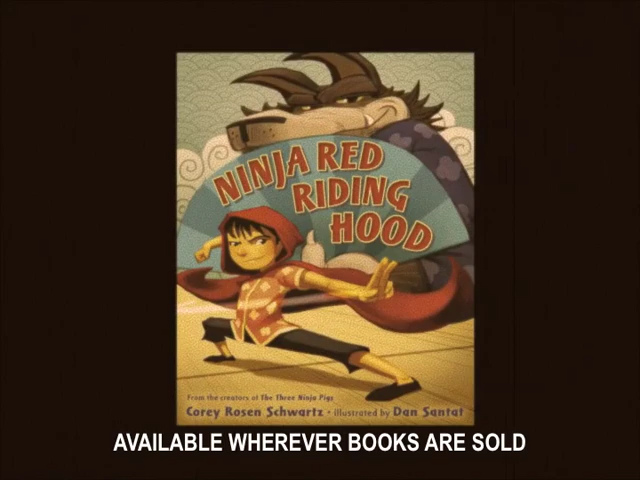 NINJA RED
RIDING
HOOD
From the creators of The Three Ninja Pigs
Corey Rosen Schwartz • illustrated by Dan Santat
AVAILABLE WHEREVER BOOKS ARE SOLD